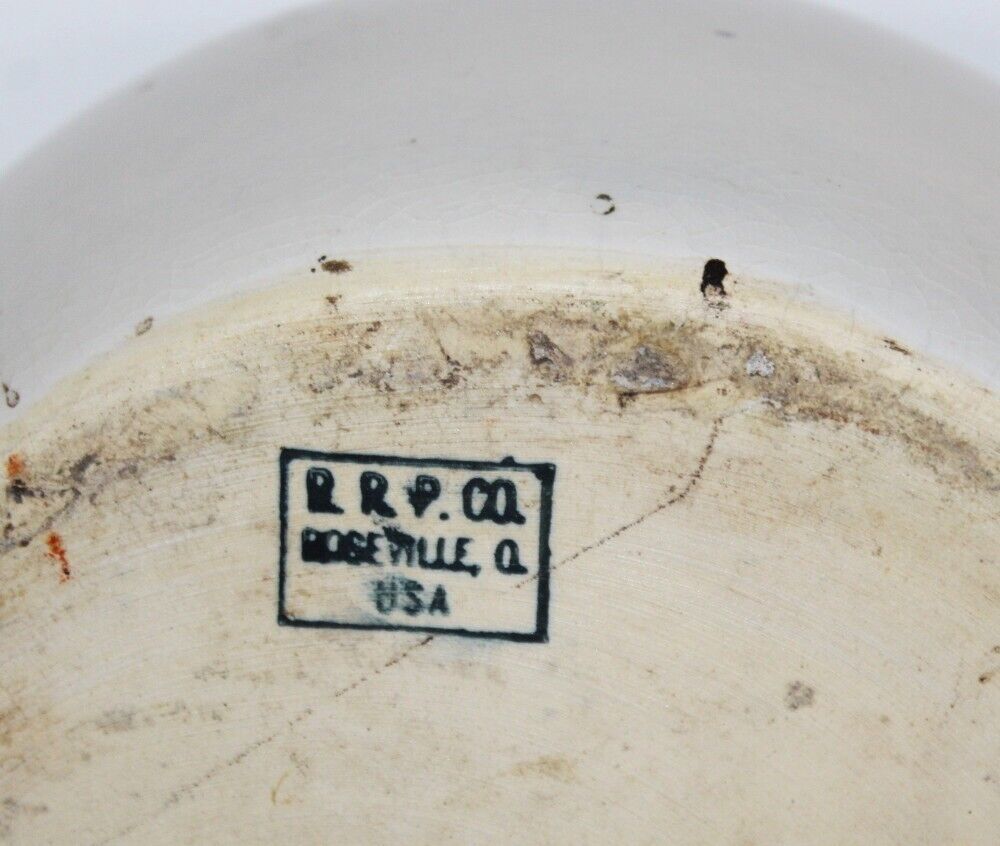 R. R. P. CO.
ROSEVILLE, O.
USA